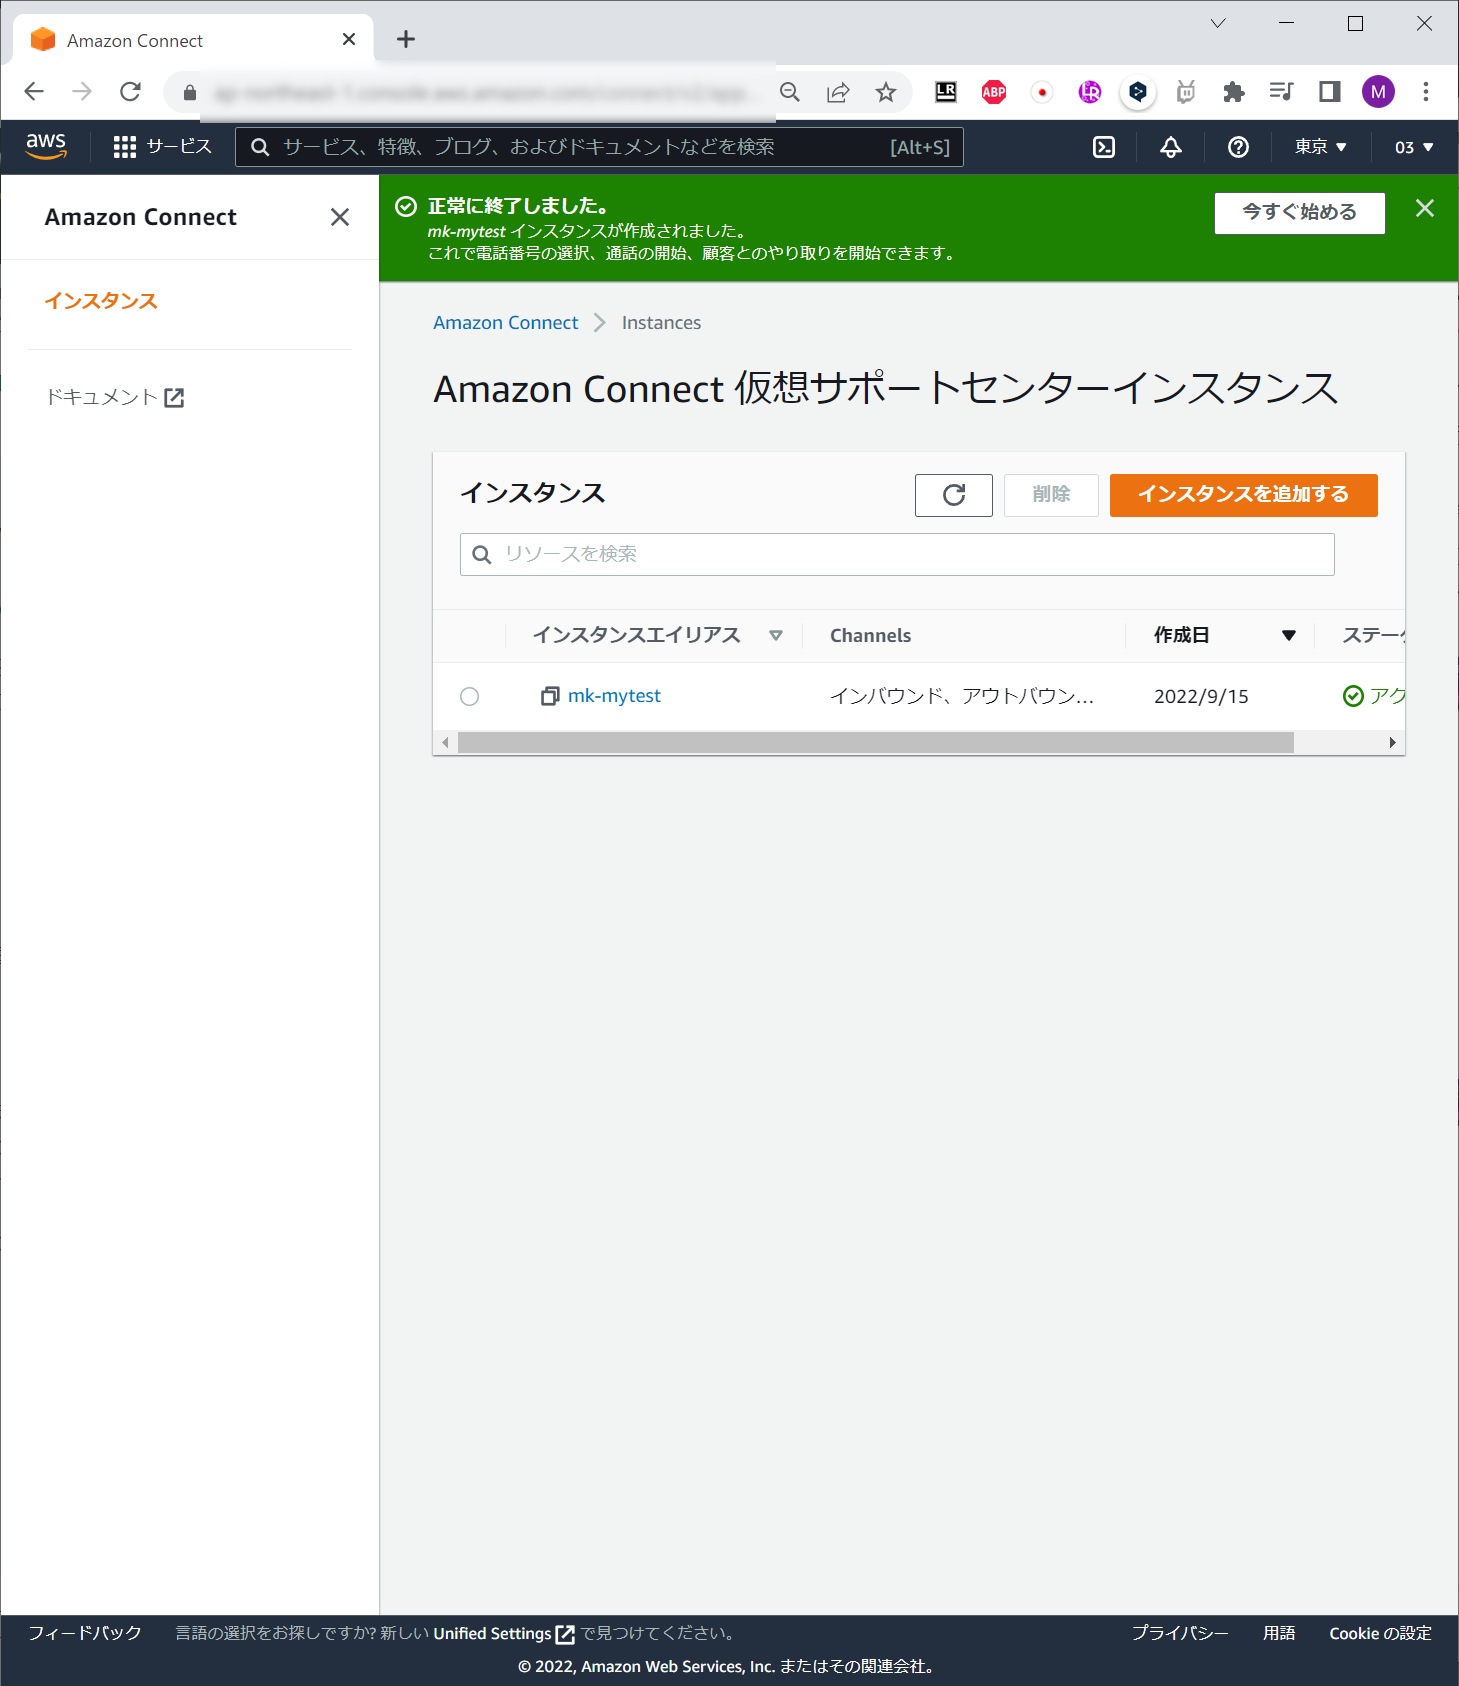 Amazon Connect
LR
ABP
LR
M
aws
サービス
サービス、特徴、ブログ、およびドキュメントなどを検索 [Alt+S]
東京 ▼
03 ▼
Amazon Connect
インスタンス
ドキュメント
正常に終了しました。
mk-mytest インスタンスが作成されました。
これで電話番号の選択、通話の開始、顧客とのやり取りを開始できます。
今すぐ始める
Amazon Connect > Instances
Amazon Connect 仮想サポートセンターインスタンス
インスタンス
削除
インスタンスを追加する
リソースを検索
インスタンスエイリアス Channels 作成日 ステー
mk-mytest インバウンド、アウトバウン... 2022/9/15 アク
フィードバック 言語の選択をお探しですか? 新しい Unified Settings で見つけてください。 プライバシー 用語 Cookie の設定
© 2022, Amazon Web Services, Inc. またはその関連会社。